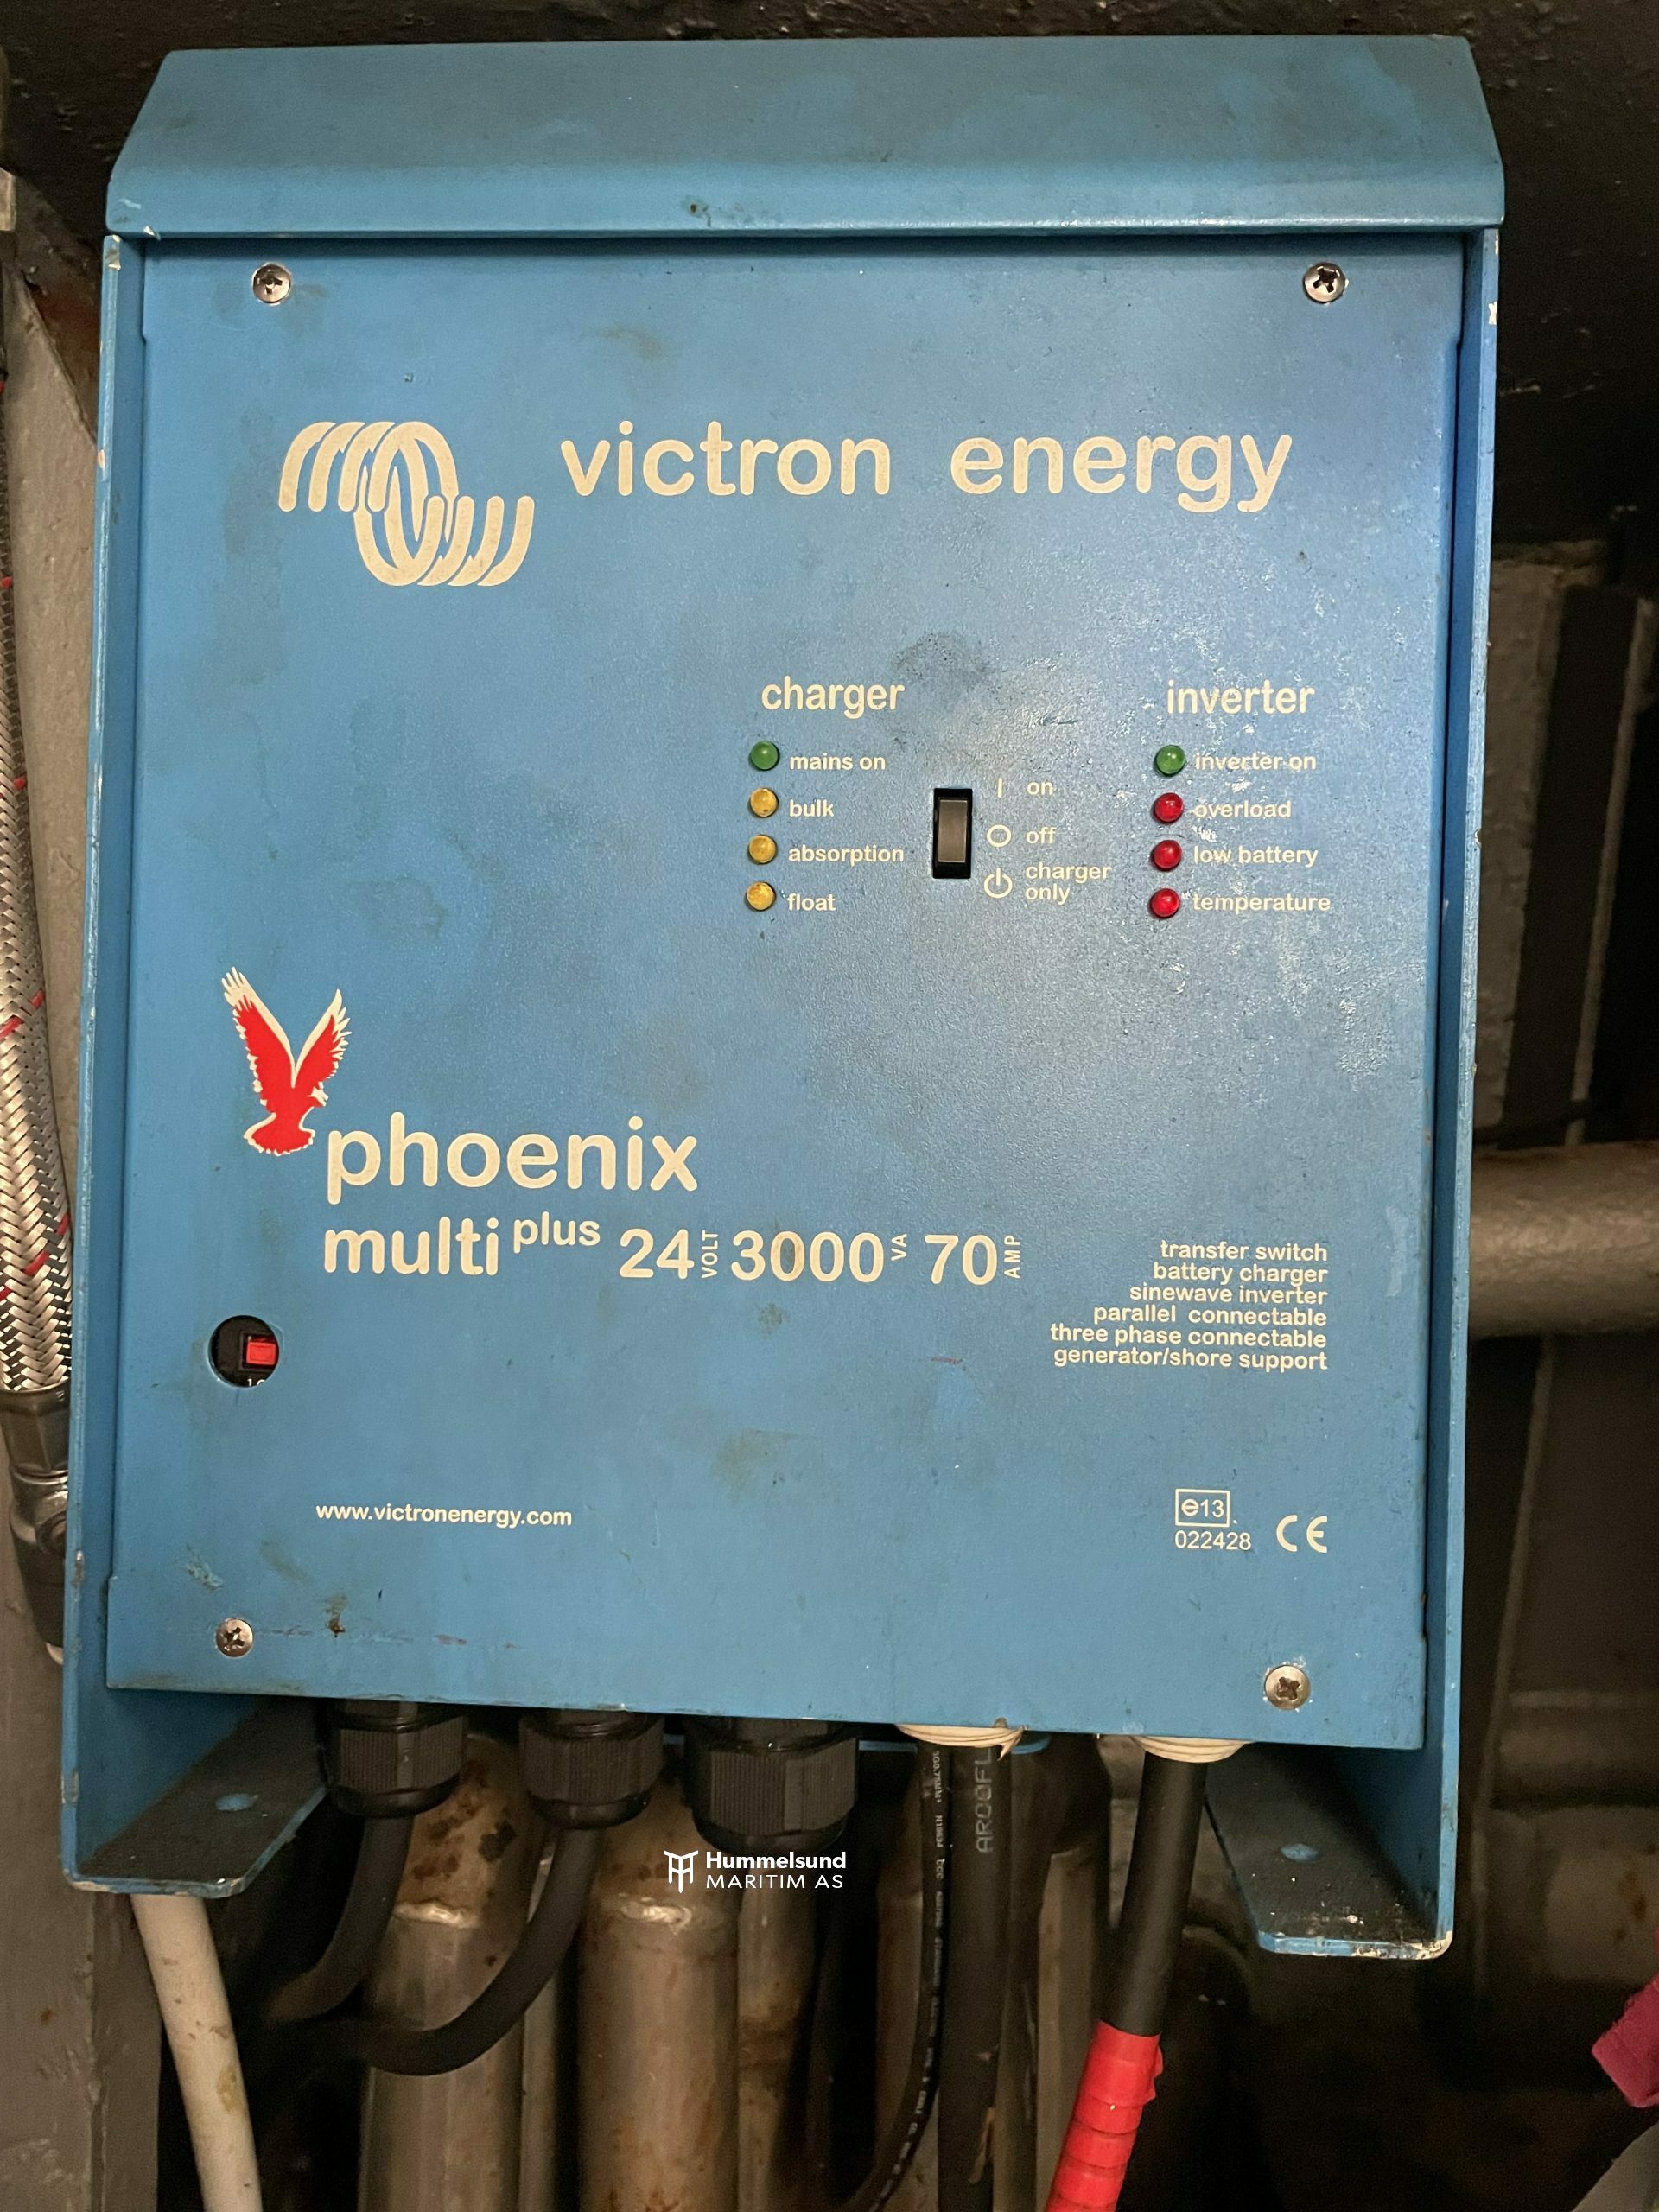 victron energy
charger
mains on
bulk
absorption
float
on
off
charger
only
inverter
inverter on
overload
low battery
temperature
phoenix
multi plus 24 VOLT 3000 VA 70 AMP
transfer switch
battery charger
sinewave inverter
parallel connectable
three phase connectable
generator/shore support
www.victronenergy.com
e13
022428
CE
Hummelsund
MARITIM AS